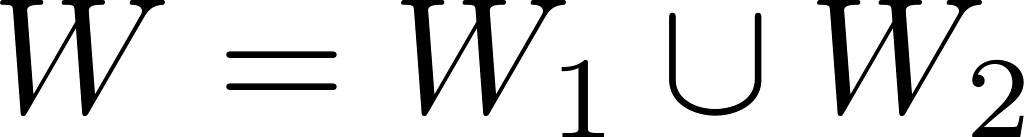 W = W₁ ∪ W₂